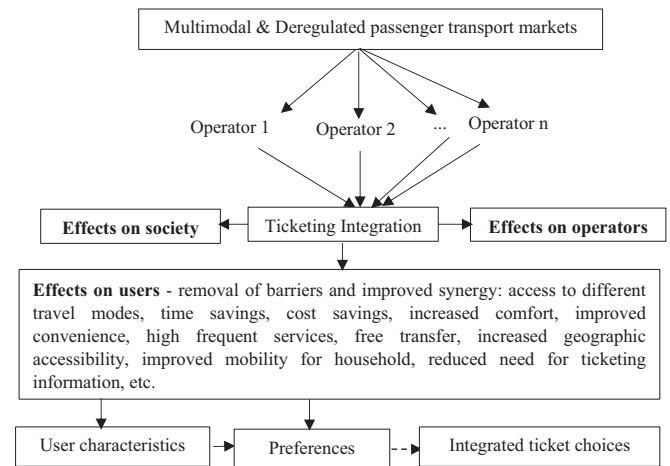 Multimodal & Deregulated passenger transport markets
Operator 1
Operator 2
...
Operator n
Effects on society
Ticketing Integration
Effects on operators
Effects on users - removal of barriers and improved synergy: access to different
travel modes, time savings, cost savings, increased comfort, improved
convenience, high frequent services, free transfer, increased geographic
accessibility, improved mobility for household, reduced need for ticketing
information, etc.
User characteristics
Preferences
Integrated ticket choices